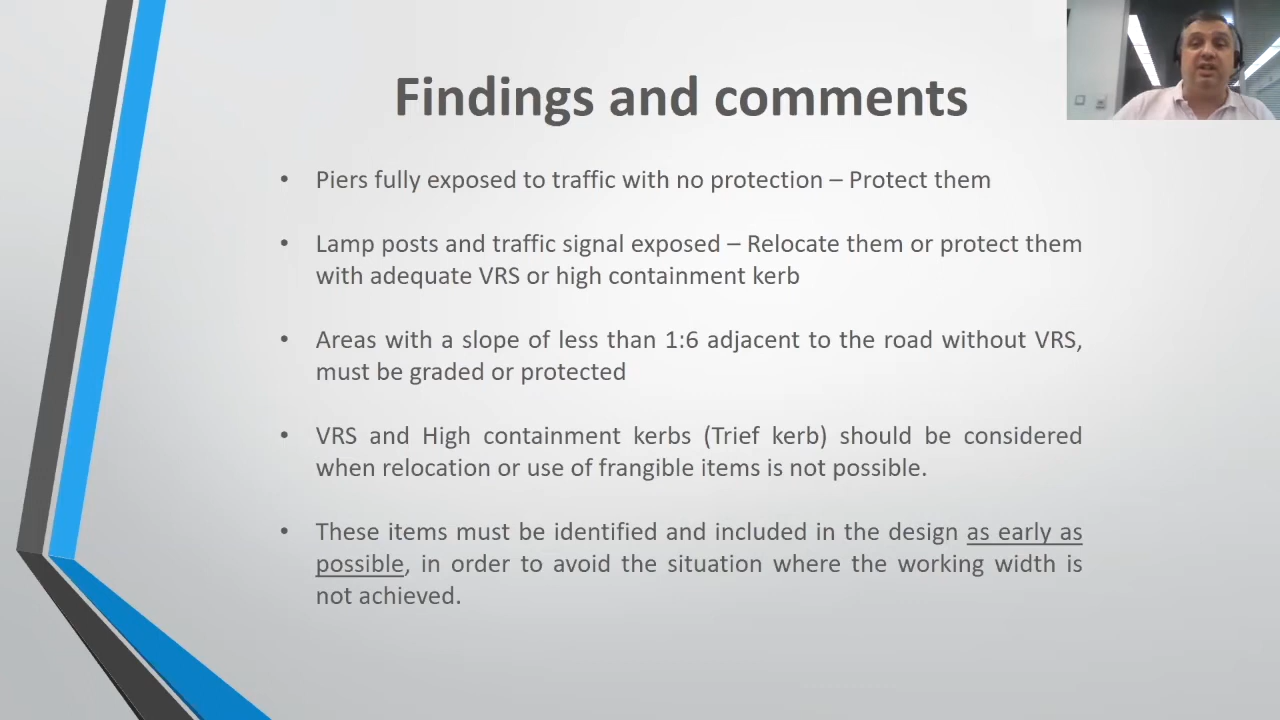 Findings and comments
• Piers fully exposed to traffic with no protection – Protect them
• Lamp posts and traffic signal exposed – Relocate them or protect them
with adequate VRS or high containment kerb
• Areas with a slope of less than 1:6 adjacent to the road without VRS,
must be graded or protected
• VRS and High containment kerbs (Trief kerb) should be considered
when relocation or use of frangible items is not possible.
• These items must be identified and included in the design as early as
possible, in order to avoid the situation where the working width is
not achieved.